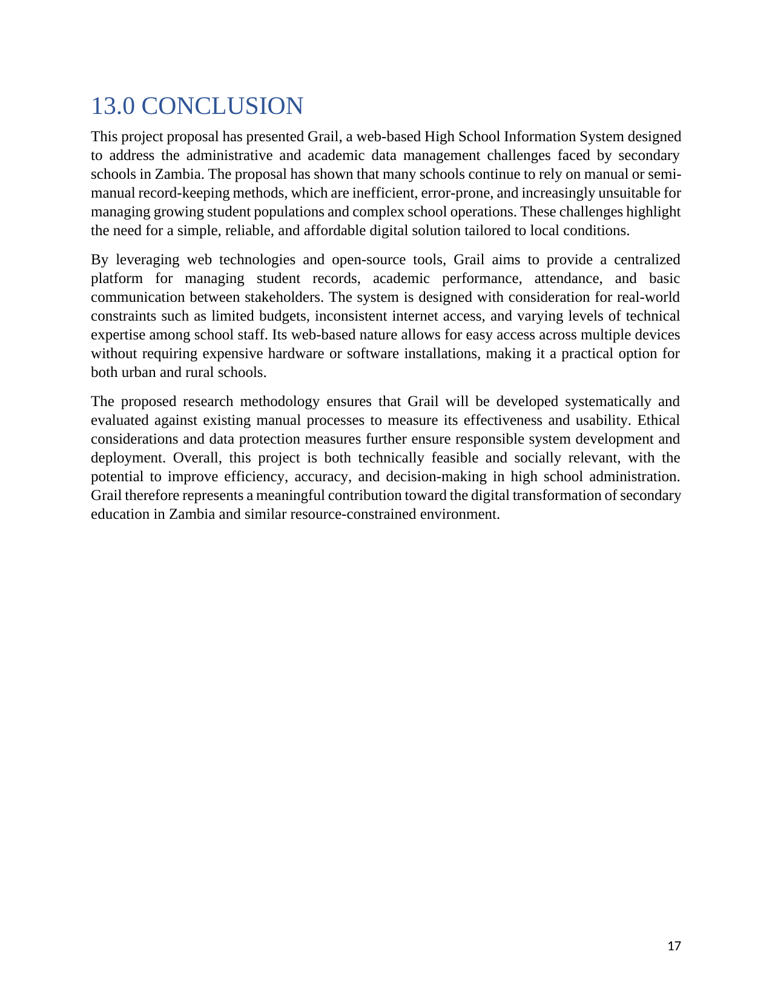 13.0 CONCLUSION
This project proposal has presented Grail, a web-based High School Information System designed
to address the administrative and academic data management challenges faced by secondary
schools in Zambia. The proposal has shown that many schools continue to rely on manual or semi-
manual record-keeping methods, which are inefficient, error-prone, and increasingly unsuitable for
managing growing student populations and complex school operations. These challenges highlight
the need for a simple, reliable, and affordable digital solution tailored to local conditions.
By leveraging web technologies and open-source tools, Grail aims to provide a centralized
platform for managing student records, academic performance, attendance, and basic
communication between stakeholders. The system is designed with consideration for real-world
constraints such as limited budgets, inconsistent internet access, and varying levels of technical
expertise among school staff. Its web-based nature allows for easy access across multiple devices
without requiring expensive hardware or software installations, making it a practical option for
both urban and rural schools.
The proposed research methodology ensures that Grail will be developed systematically and
evaluated against existing manual processes to measure its effectiveness and usability. Ethical
considerations and data protection measures further ensure responsible system development and
deployment. Overall, this project is both technically feasible and socially relevant, with the
potential to improve efficiency, accuracy, and decision-making in high school administration.
Grail therefore represents a meaningful contribution toward the digital transformation of secondary
education in Zambia and similar resource-constrained environment.
17